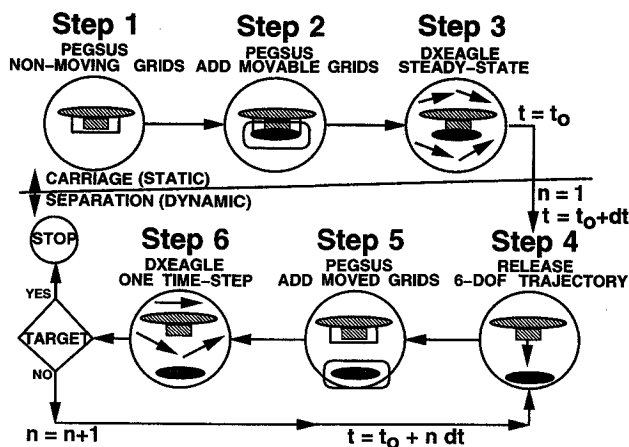 Step 1
PEGSUS
NON-MOVING GRIDS
Step 2
PEGSUS
ADD MOVABLE GRIDS
Step 3
DXEAGLE
STEADY-STATE
t = to
CARRIAGE (STATIC)
SEPARATION (DYNAMIC)
n = 1
t = to+dt
STOP
YES
TARGET
NO
Step 6
DXEAGLE
ONE TIME-STEP
Step 5
PEGSUS
ADD MOVED GRIDS
Step 4
RELEASE
6-DOF TRAJECTORY
n = n+1
t = to + n dt